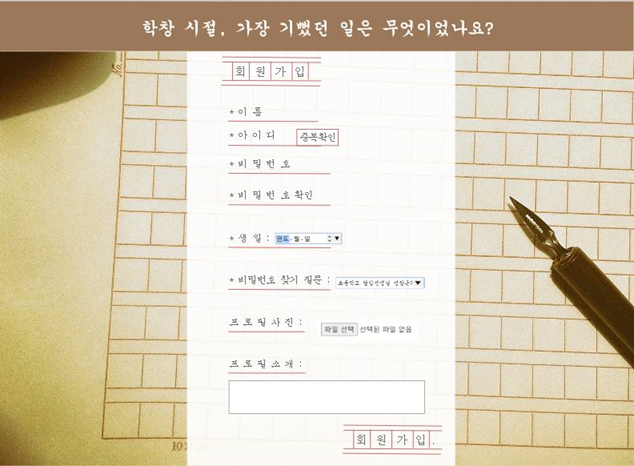 학창 시절, 가장 기뻤던 일은 무엇이었나요?
No.
회원가입
*이름
*아이디 중복확인
*비밀번호
*비밀번호확인
*생일: 연도-월-일
*비밀번호 찾기 질문: 초등학교 담임선생님 성함은?
프로필사진: 파일 선택 선택된 파일 없음
프로필소개:
회원가입.